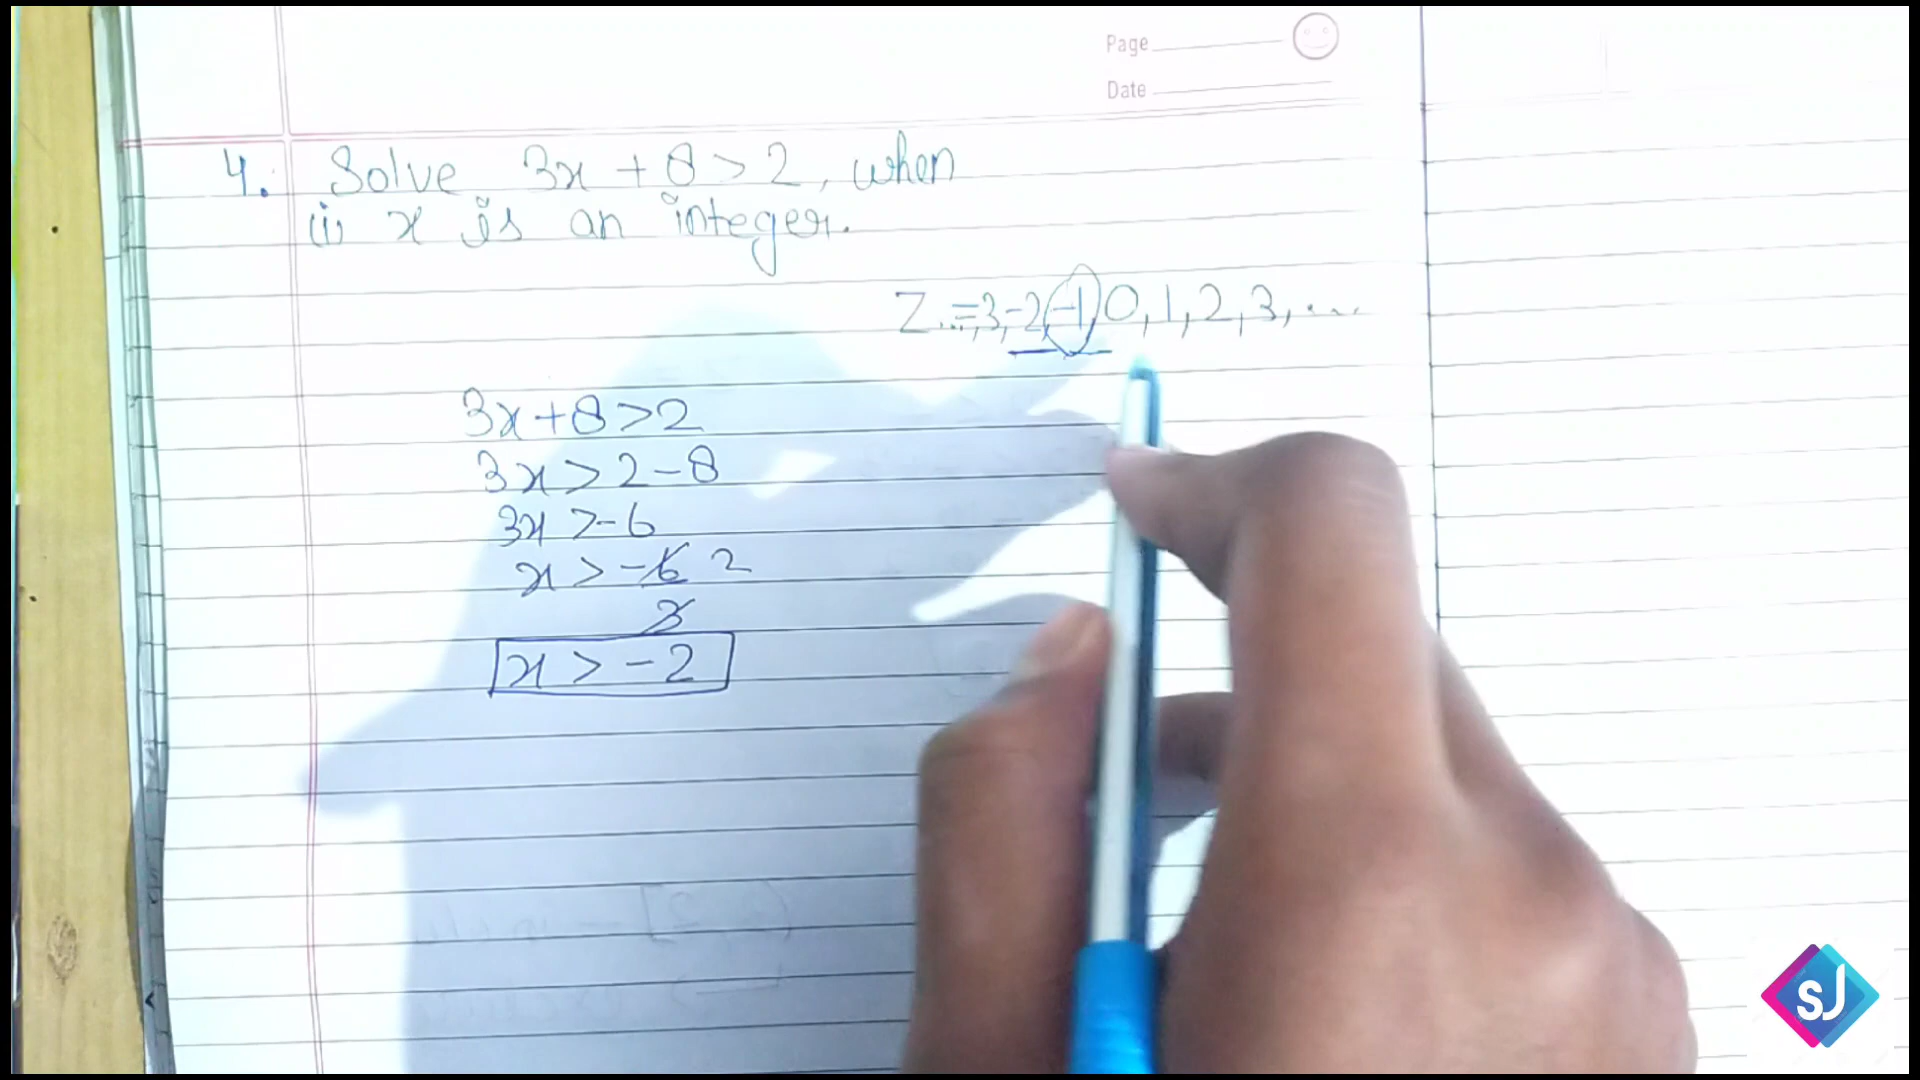 Page
Date
4. Solve 3x + 8 > 2, when
(i) x is an integer.
Z...=,-3,-2,-1,0,1,2,3,...
3x+8>2
3x>2-8
3x>-6
x>-6 2
3
x>-2
SJ